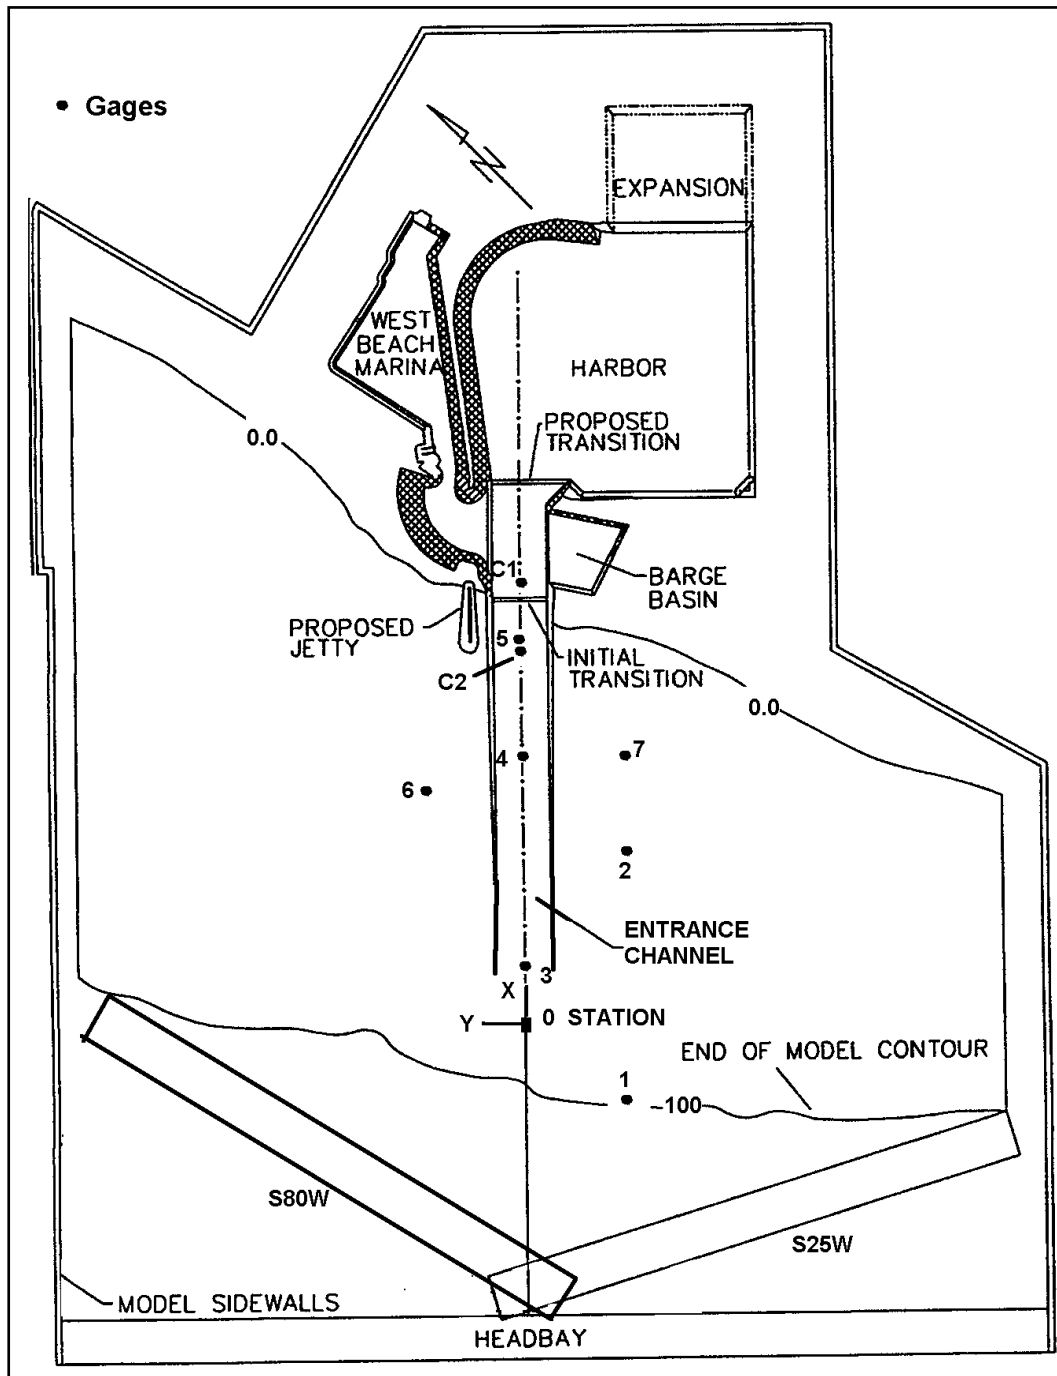 Gages
N
EXPANSION
WEST
BEACH
MARINA
HARBOR
0.0
PROPOSED
TRANSITION
C1
BARGE
BASIN
PROPOSED
JETTY
5
INITIAL
TRANSITION
C2
0.0
4
7
6
2
ENTRANCE
CHANNEL
3
X
Y
0 STATION
END OF MODEL CONTOUR
1
~100
S80W
S25W
MODEL SIDEWALLS
HEADBAY